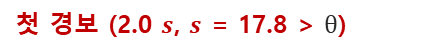 첫 경보 (2.0 s, s = 17.8 > θ)